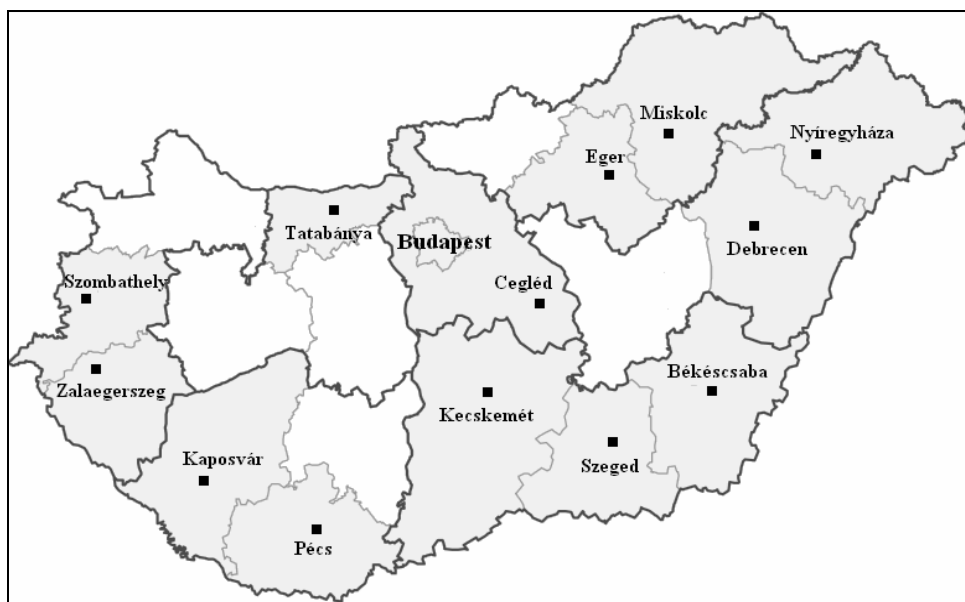 Miskolc
Nyíregyháza
Eger
Tatabánya
Budapest
Debrecen
Szombathely
Cegléd
Zalaegerszeg
Békéscsaba
Kecskemét
Kaposvár
Szeged
Pécs